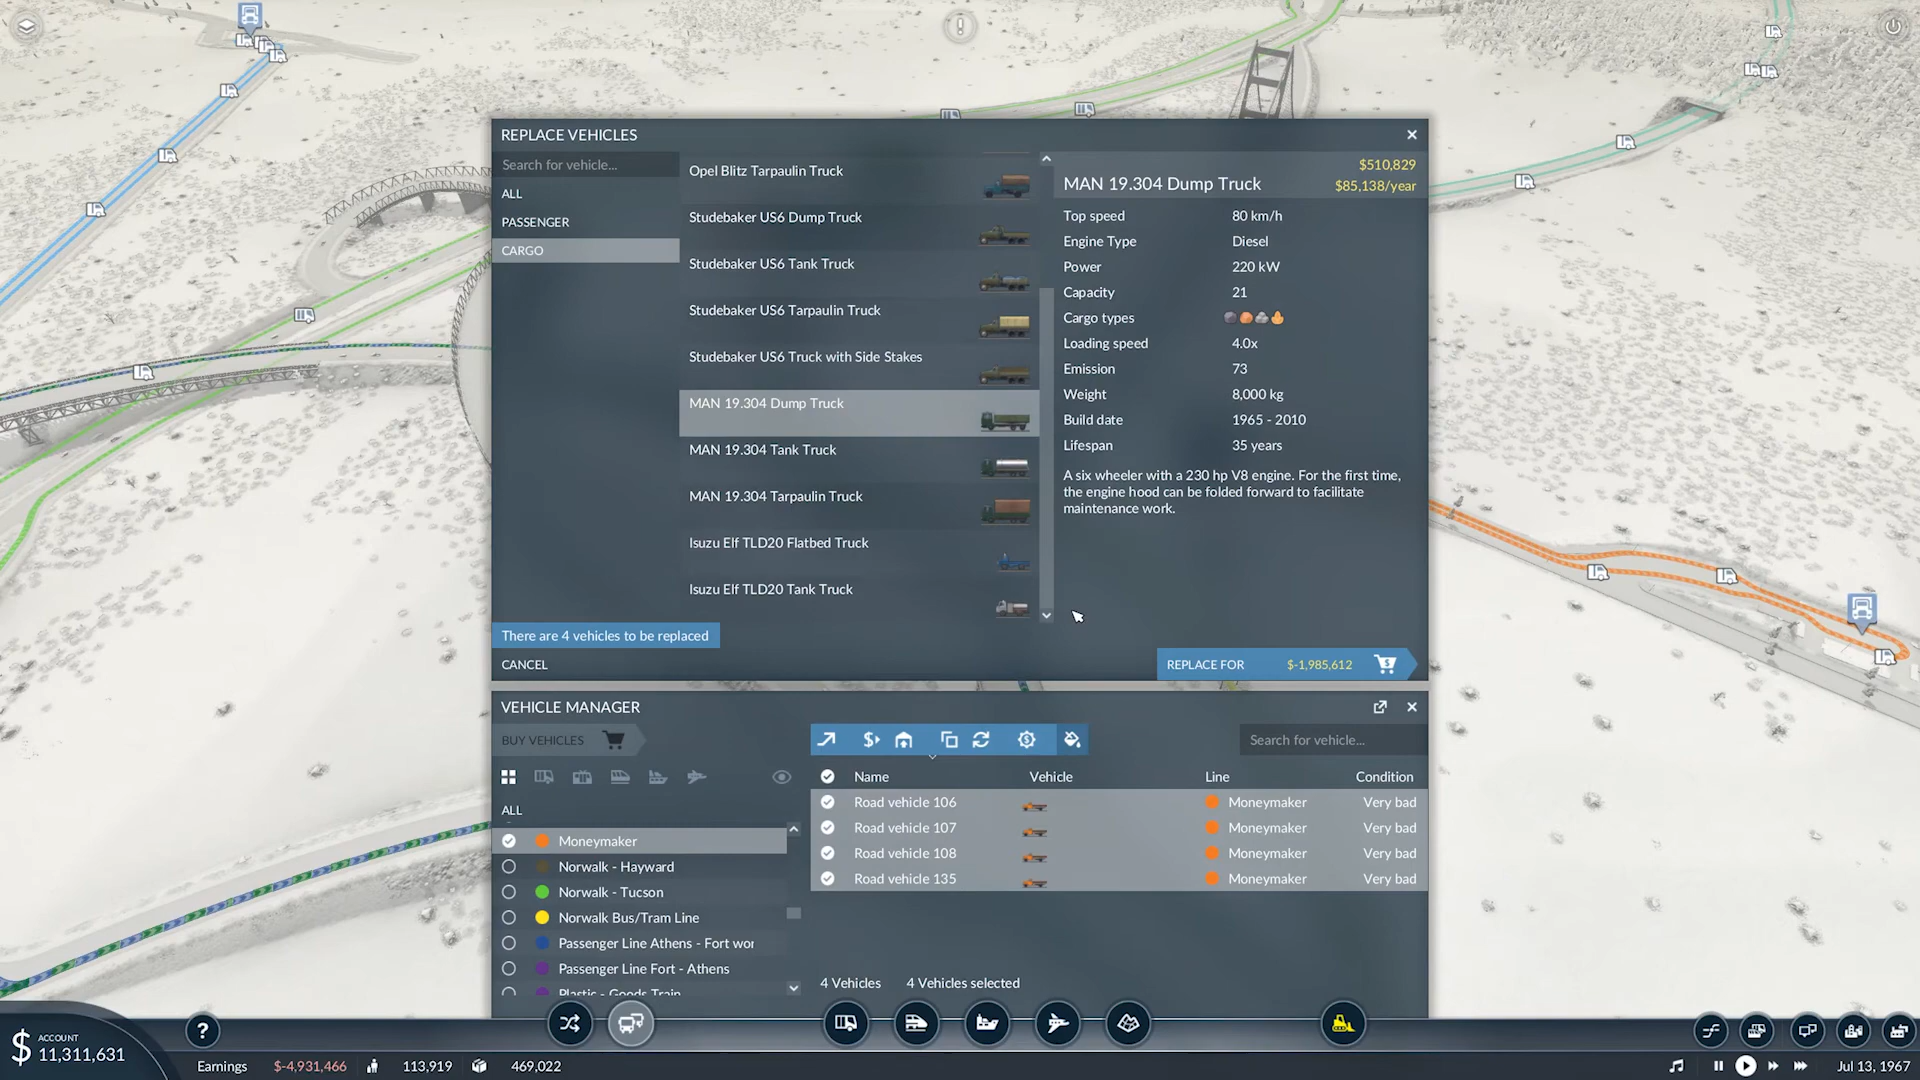 REPLACE VEHICLES
Search for vehicle...
ALL
PASSENGER
CARGO
Opel Blitz Tarpaulin Truck
Studebaker US6 Dump Truck
Studebaker US6 Tank Truck
Studebaker US6 Tarpaulin Truck
Studebaker US6 Truck with Side Stakes
MAN 19.304 Dump Truck
MAN 19.304 Tank Truck
MAN 19.304 Tarpaulin Truck
Isuzu Elf TLD20 Flatbed Truck
Isuzu Elf TLD20 Tank Truck
$510,829
MAN 19.304 Dump Truck $85,138/year
Top speed 80 km/h
Engine Type Diesel
Power 220 kW
Capacity 21
Cargo types
Loading speed 4.0x
Emission 73
Weight 8,000 kg
Build date 1965 - 2010
Lifespan 35 years
A six wheeler with a 230 hp V8 engine. For the first time,
the engine hood can be folded forward to facilitate
maintenance work.
There are 4 vehicles to be replaced
CANCEL
REPLACE FOR $-1,985,612
VEHICLE MANAGER
BUY VEHICLES
Search for vehicle...
ALL
Moneymaker
Norwalk - Hayward
Norwalk - Tucson
Norwalk Bus/Tram Line
Passenger Line Athens - Fort wor
Passenger Line Fort - Athens
Plastic - Goods Train
Name Vehicle Line Condition
Road vehicle 106 Moneymaker Very bad
Road vehicle 107 Moneymaker Very bad
Road vehicle 108 Moneymaker Very bad
Road vehicle 135 Moneymaker Very bad
4 Vehicles 4 Vehicles selected
$ ACCOUNT
11,311,631
?
Earnings $-4,931,466 113,919 469,022
Jul 13, 1967